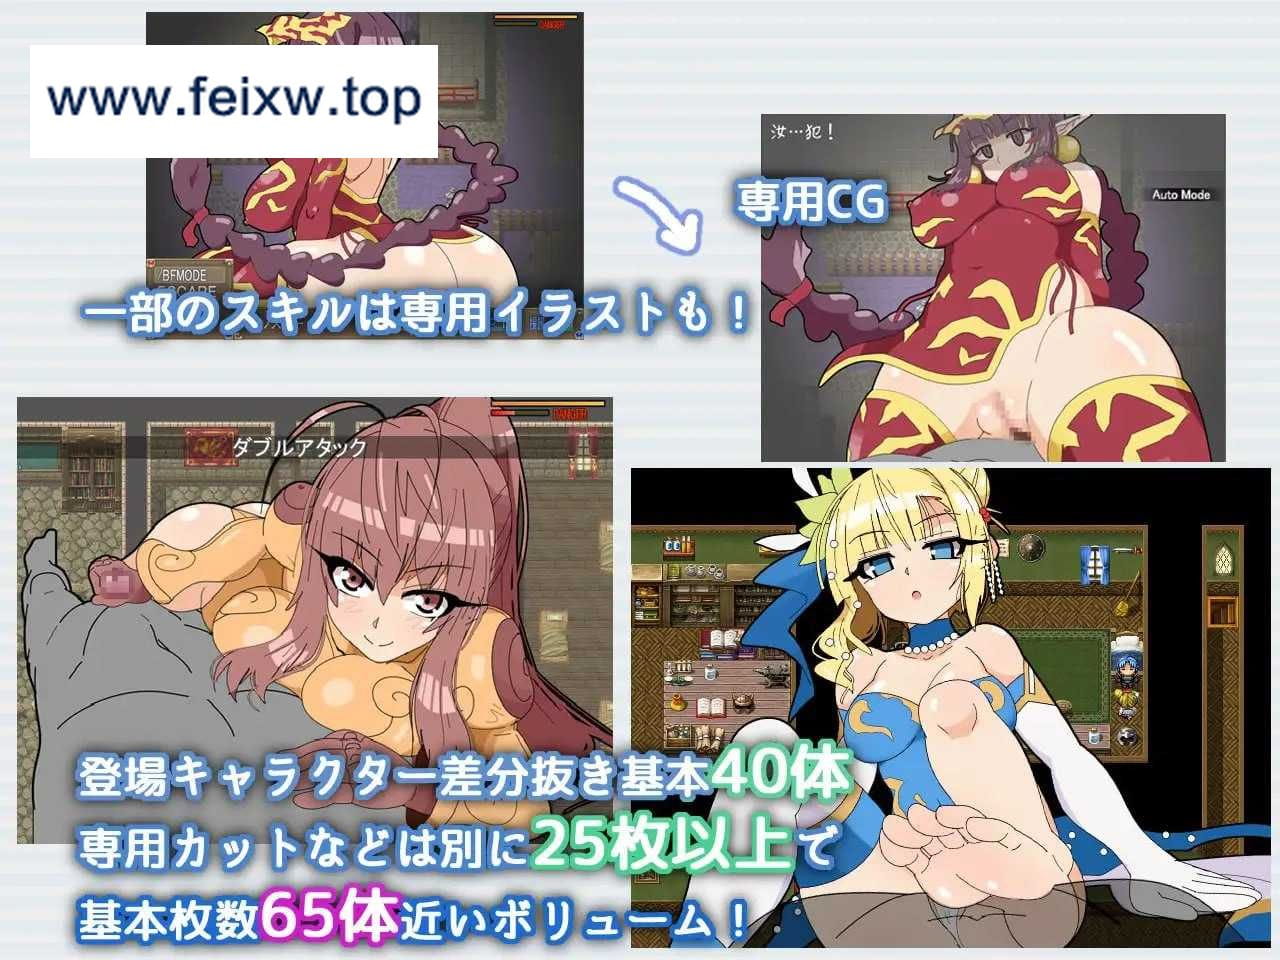 DANGER
www.feixw.top
汝…犯！
Auto Mode
専用CG
BFMODE
ESCAPE
一部のスキルは専用イラストも！
DANGER
ダブルアタック
登場キャラクター差分抜き基本40体
専用カットなどは別に25枚以上で
基本枚数65体近いボリューム！